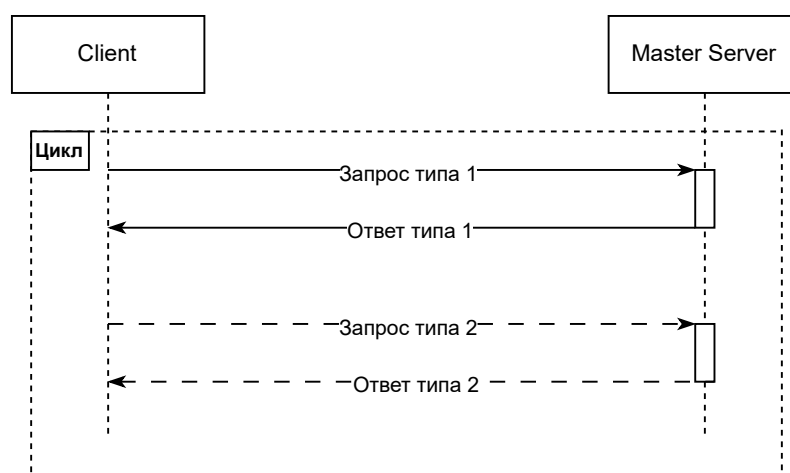 Client
Master Server
Цикл
Запрос типа 1
Ответ типа 1
Запрос типа 2
Ответ типа 2